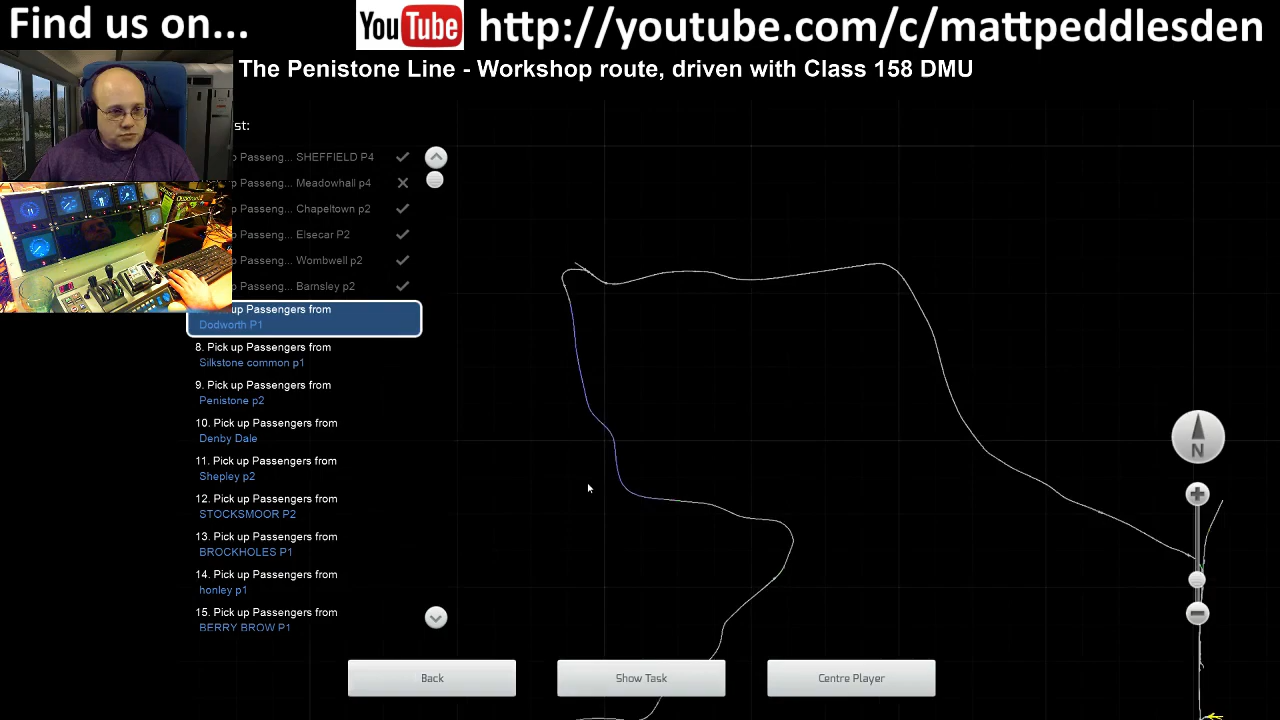 Find us on...
YouTube
http://youtube.com/c/mattpeddlesden
The Penistone Line - Workshop route, driven with Class 158 DMU
st:
p Passeng... SHEFFIELD P4
p Passeng... Meadowhall p4
p Passeng... Chapeltown p2
p Passeng... Elsecar P2
p Passeng... Wombwell p2
p Passeng... Barnsley p2
up Passengers from
Dodworth P1
8. Pick up Passengers from
Silkstone common p1
9. Pick up Passengers from
Penistone p2
10. Pick up Passengers from
Denby Dale
11. Pick up Passengers from
Shepley p2
12. Pick up Passengers from
STOCKSMOOR P2
13. Pick up Passengers from
BROCKHOLES P1
14. Pick up Passengers from
honley p1
15. Pick up Passengers from
BERRY BROW P1
N
Back
Show Task
Centre Player